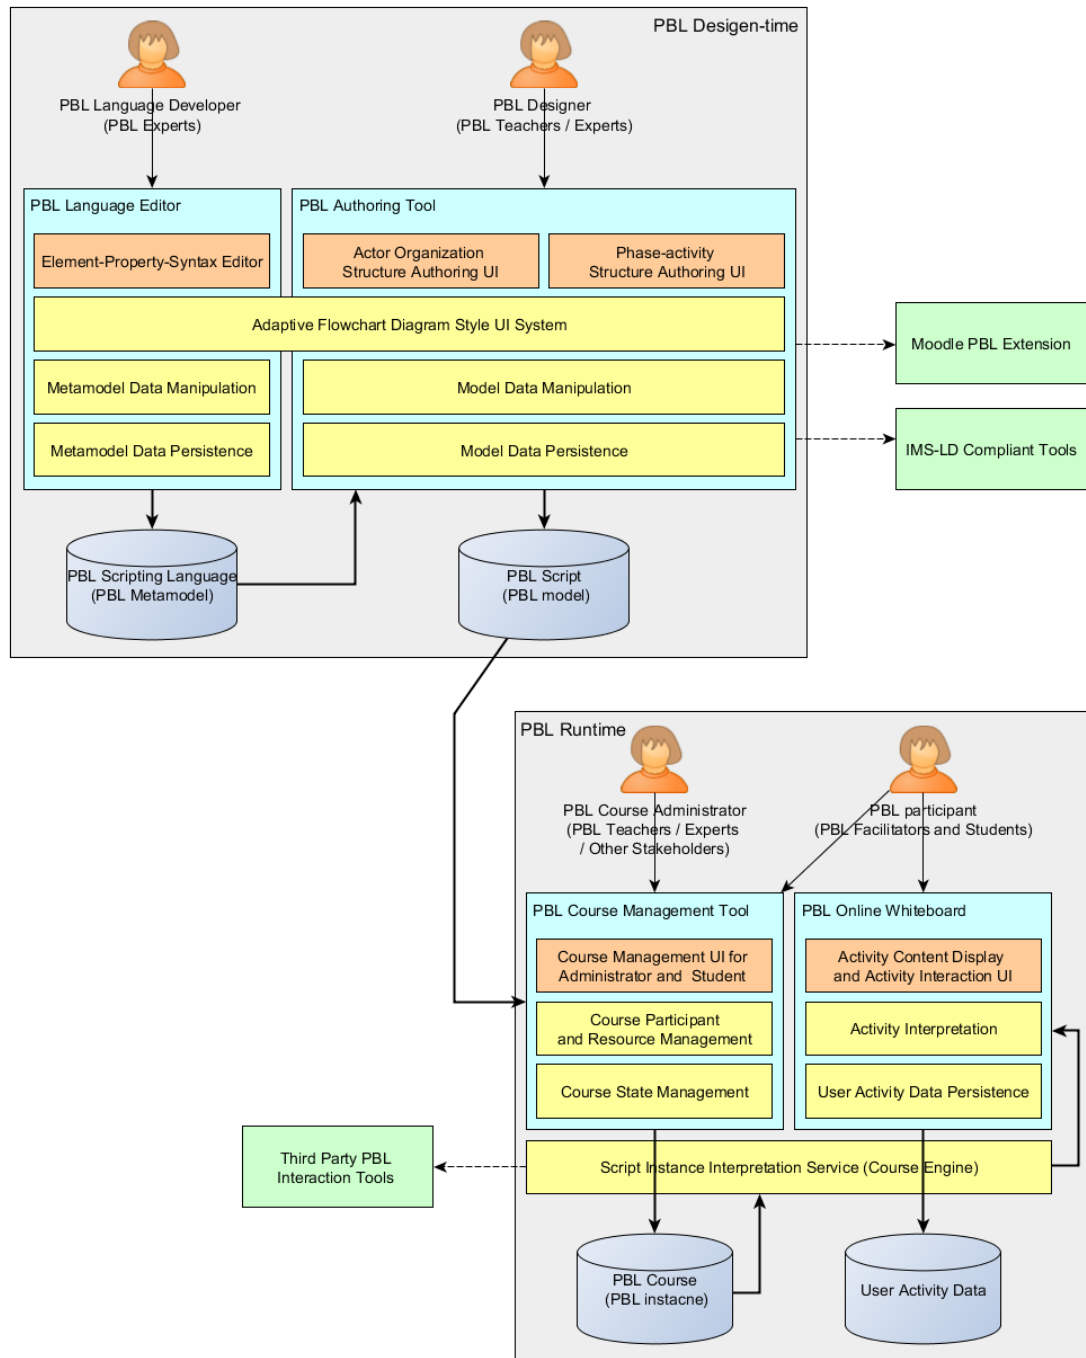 PBL Desigen-time
PBL Language Developer
(PBL Experts)
PBL Designer
(PBL Teachers / Experts)
PBL Language Editor
Element-Property-Syntax Editor
PBL Authoring Tool
Actor Organization
Structure Authoring UI
Phase-activity
Structure Authoring UI
Adaptive Flowchart Diagram Style UI System
Metamodel Data Manipulation
Model Data Manipulation
Metamodel Data Persistence
Model Data Persistence
Moodle PBL Extension
IMS-LD Compliant Tools
PBL Scripting Language
(PBL Metamodel)
PBL Script
(PBL model)
PBL Runtime
PBL Course Administrator
(PBL Teachers / Experts
/ Other Stakeholders)
PBL participant
(PBL Facilitators and Students)
PBL Course Management Tool
Course Management UI for
Administrator and Student
Course Participant
and Resource Management
Course State Management
PBL Online Whiteboard
Activity Content Display
and Activity Interaction UI
Activity Interpretation
User Activity Data Persistence
Third Party PBL
Interaction Tools
Script Instance Interpretation Service (Course Engine)
PBL Course
(PBL instacne)
User Activity Data